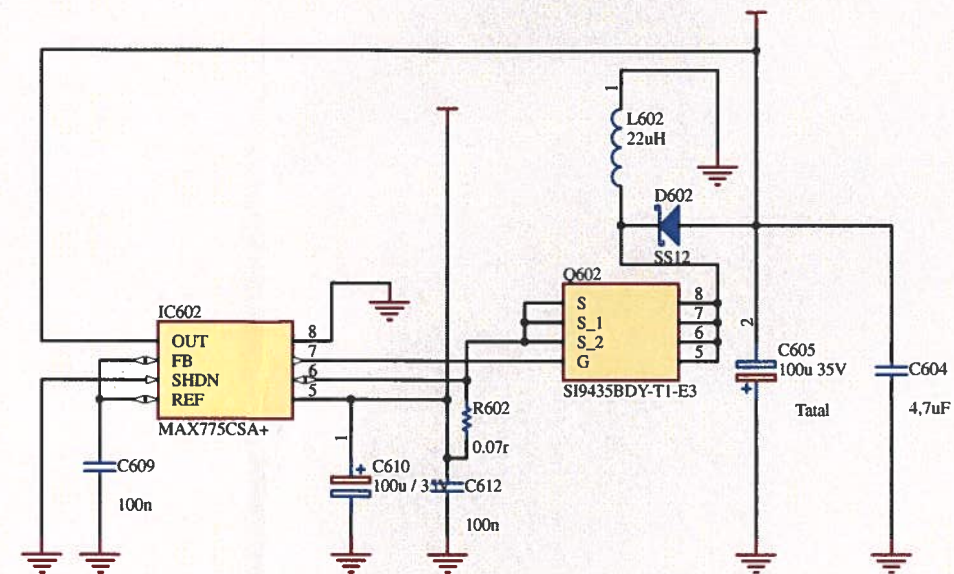 1
L602
22uH
D602
SS12
Q602
S
S_1
S_2
G
8
7
6
5
SI9435BDY-T1-E3
2
C605
100u 35V
Tatal
C604
4,7uF
IC602
OUT
FB
SHDN
REF
8
7
6
5
MAX775CSA+
C609
100n
1
C610
100u /
R602
0.07r
C612
100n